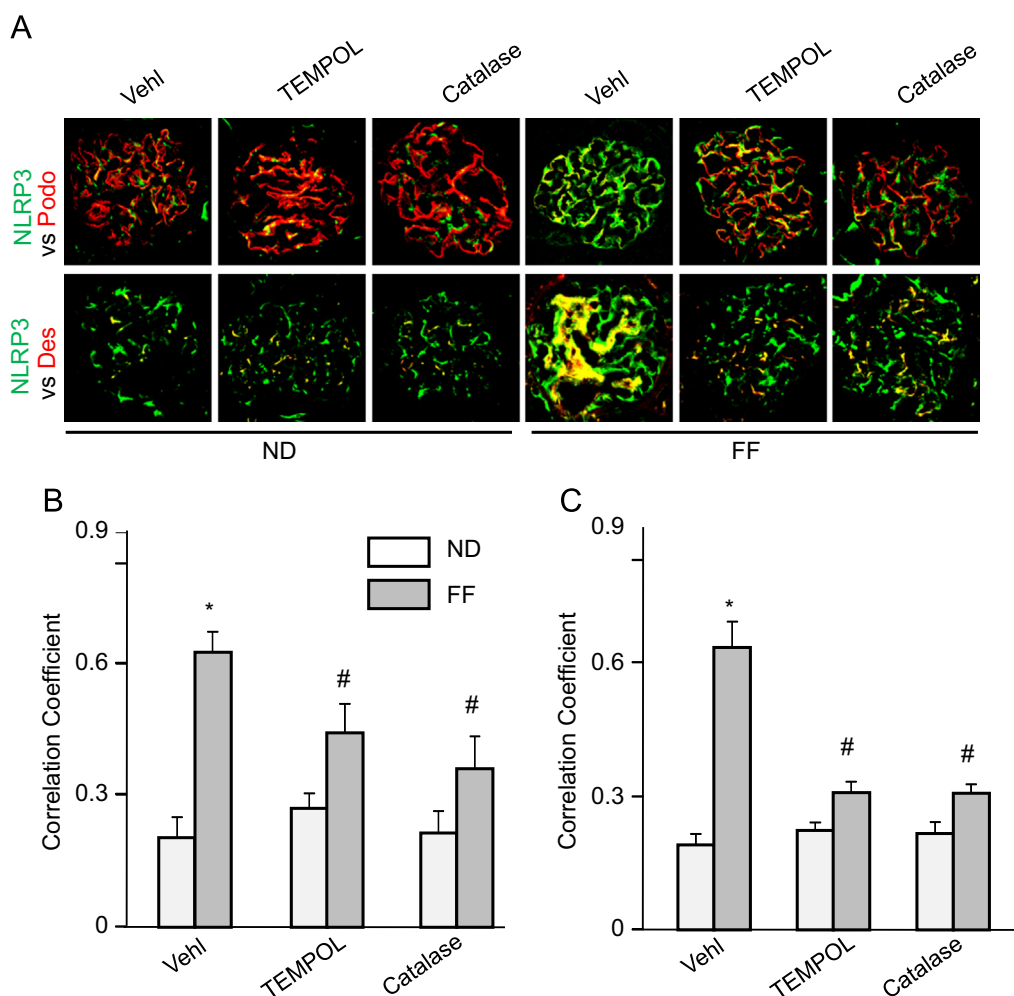 A
Vehl
TEMPOL
Catalase
Vehl
TEMPOL
Catalase
NLRP3
vs Podo
NLRP3
vs Des
ND
FF
B
0.9
0.6
0.3
0
Correlation Coefficient
ND
FF
*
#
#
Vehl
TEMPOL
Catalase
C
0.9
0.6
0.3
0
Correlation Coefficient
*
#
#
Vehl
TEMPOL
Catalase